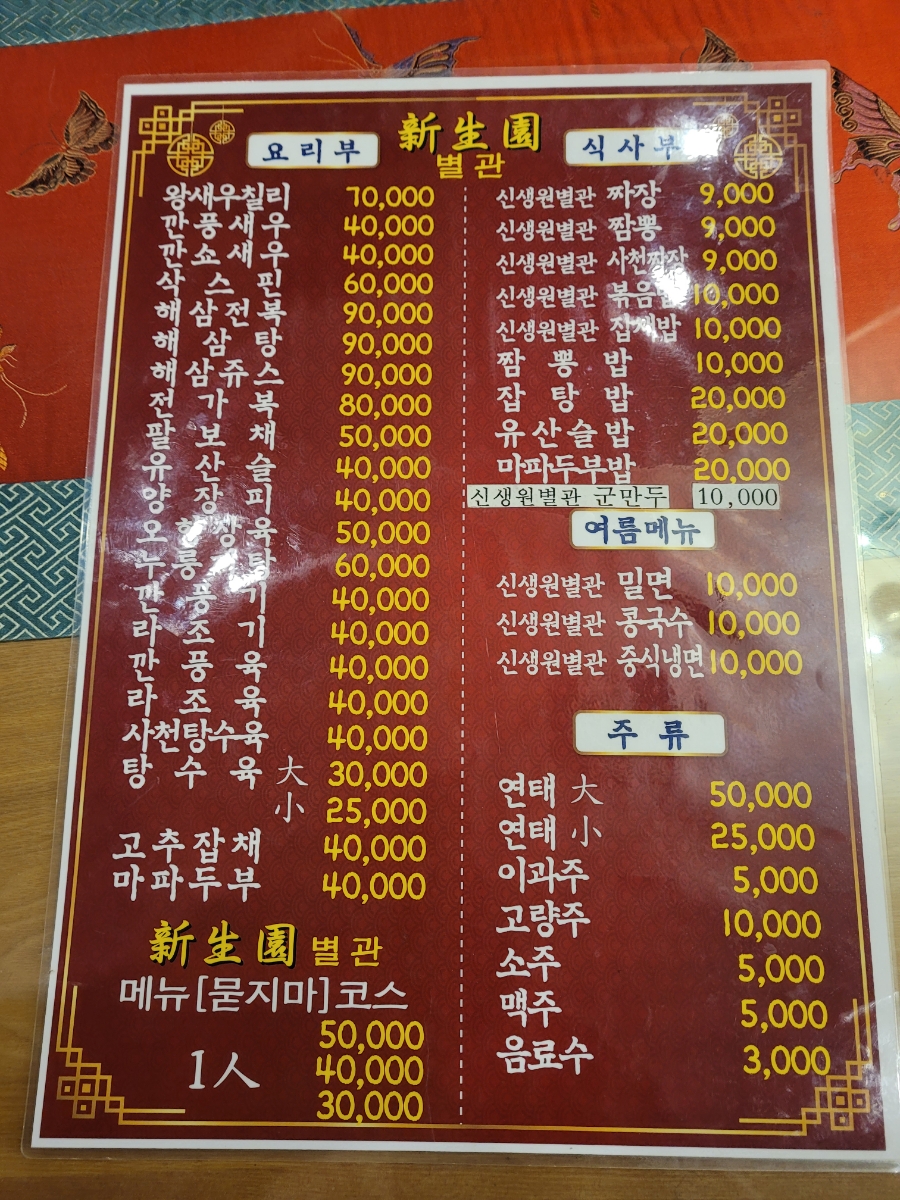 新生園
별관
요리부
왕새우칠리 70,000
깐풍새우 40,000
깐쇼새우 40,000
삭스핀 60,000
해삼전복 90,000
해삼탕 90,000
해삼쥬스 90,000
전가복 80,000
팔보채 50,000
유산슬 40,000
양장피 40,000
오향장육 50,000
누룽지탕 60,000
깐풍기 40,000
라조기 40,000
깐풍육 40,000
라조육 40,000
사천탕수육 40,000
탕수육 大 30,000
小 25,000
고추잡채 40,000
마파두부 40,000
新生園 별관
메뉴[묻지마]코스
50,000
1人 40,000
30,000
식사부
신생원별관 짜장 9,000
신생원별관 짬뽕 9,000
신생원별관 사천짜장 9,000
신생원별관 볶음밥 10,000
신생원별관 잡채밥 10,000
짬뽕밥 10,000
잡탕밥 20,000
유산슬밥 20,000
마파두부밥 20,000
신생원별관 군만두 10,000
여름메뉴
신생원별관 밀면 10,000
신생원별관 콩국수 10,000
신생원별관 중식냉면 10,000
주류
연태 大 50,000
연태 小 25,000
이과주 5,000
고량주 10,000
소주 5,000
맥주 5,000
음료수 3,000